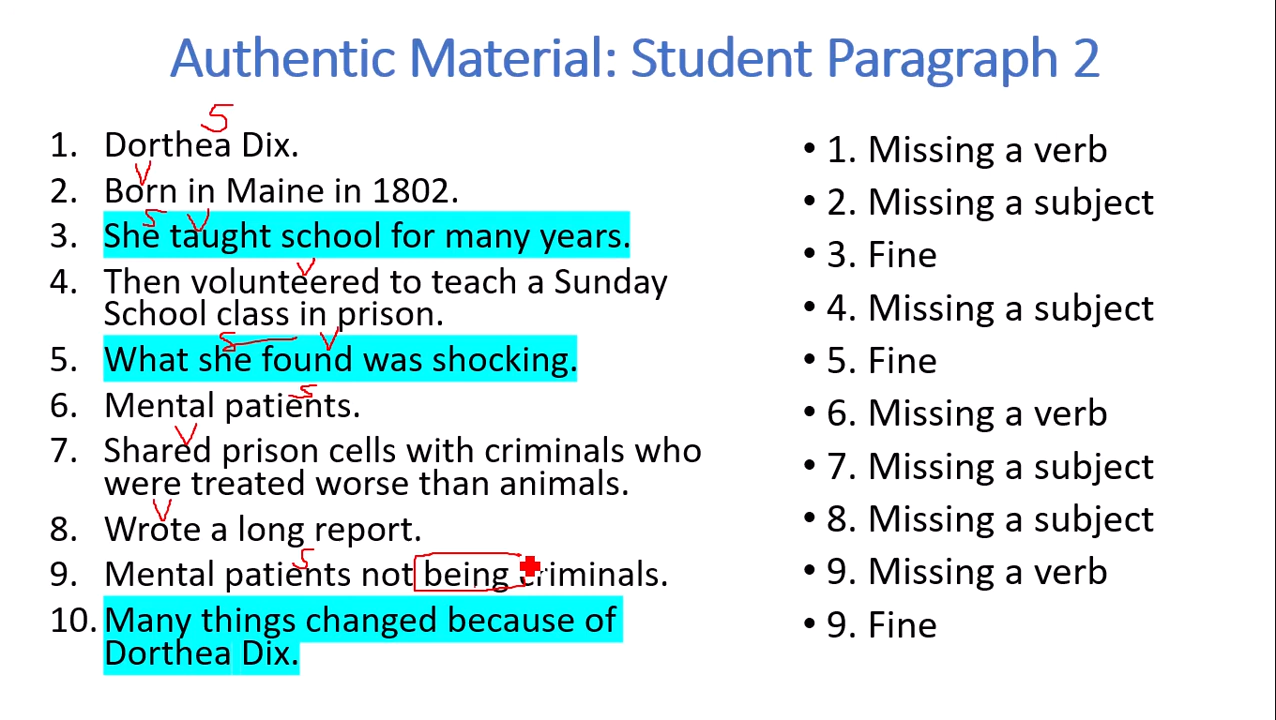 Authentic Material: Student Paragraph 2
S
1. Dorthea Dix.
V
2. Born in Maine in 1802.
S V
3. She taught school for many years.
V
4. Then volunteered to teach a Sunday
School class in prison.
S V
5. What she found was shocking.
S
6. Mental patients.
V
7. Shared prison cells with criminals who
were treated worse than animals.
V
8. Wrote a long report.
S
9. Mental patients not being criminals.
10. Many things changed because of
Dorthea Dix.
• 1. Missing a verb
• 2. Missing a subject
• 3. Fine
• 4. Missing a subject
• 5. Fine
• 6. Missing a verb
• 7. Missing a subject
• 8. Missing a subject
• 9. Missing a verb
• 9. Fine